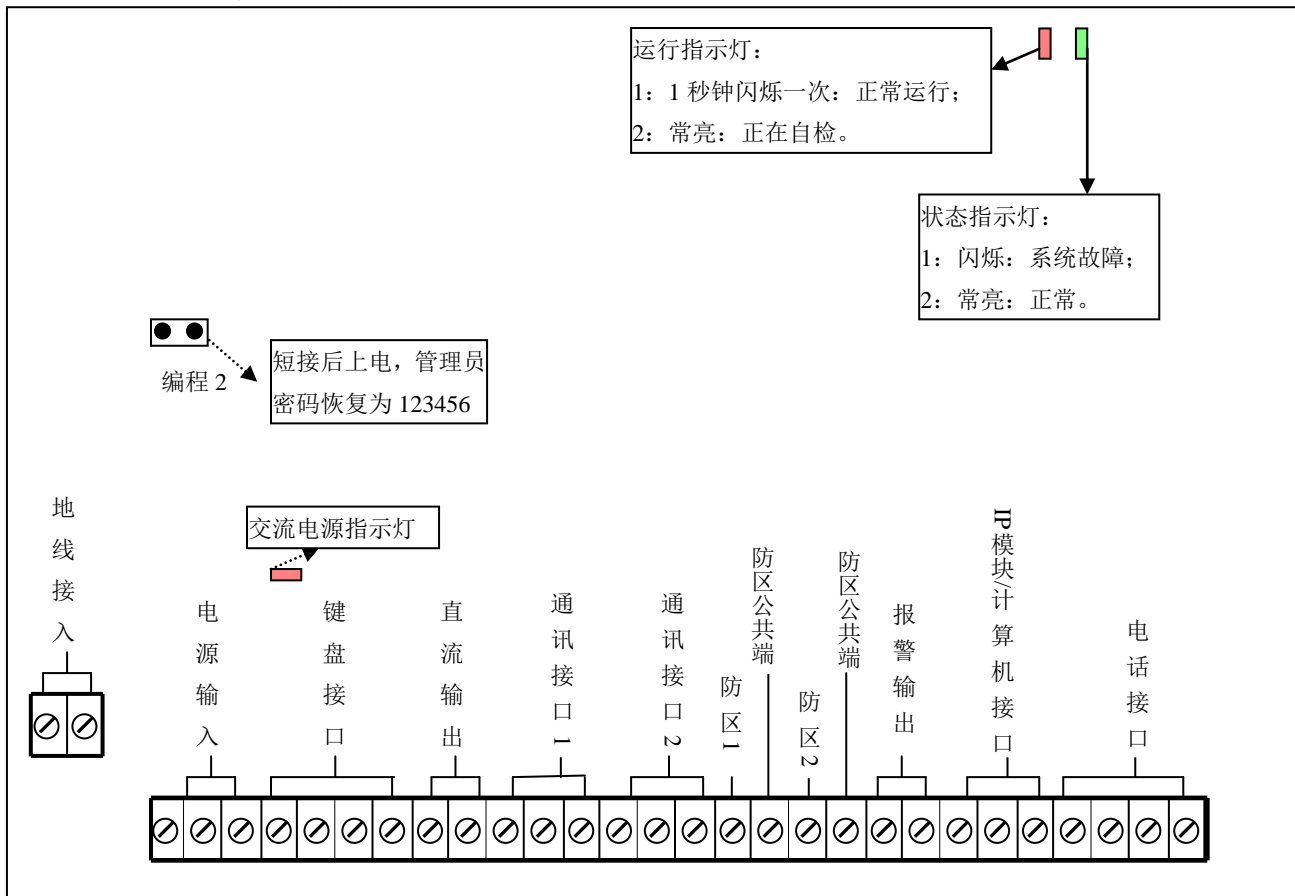 运行指示灯:
1:1 秒钟闪烁一次:正常运行;
2:常亮:正在自检。
状态指示灯:
1:闪烁:系统故障;
2:常亮:正常。
编程 2
短接后上电,管理员
密码恢复为 123456
交流电源指示灯
地线接入
电源输入
键盘接口
直流输出
通讯接口1
通讯接口2
防区1
防区公共端
防区2
防区公共端
报警输出
IP模块/计算机接口
电话接口